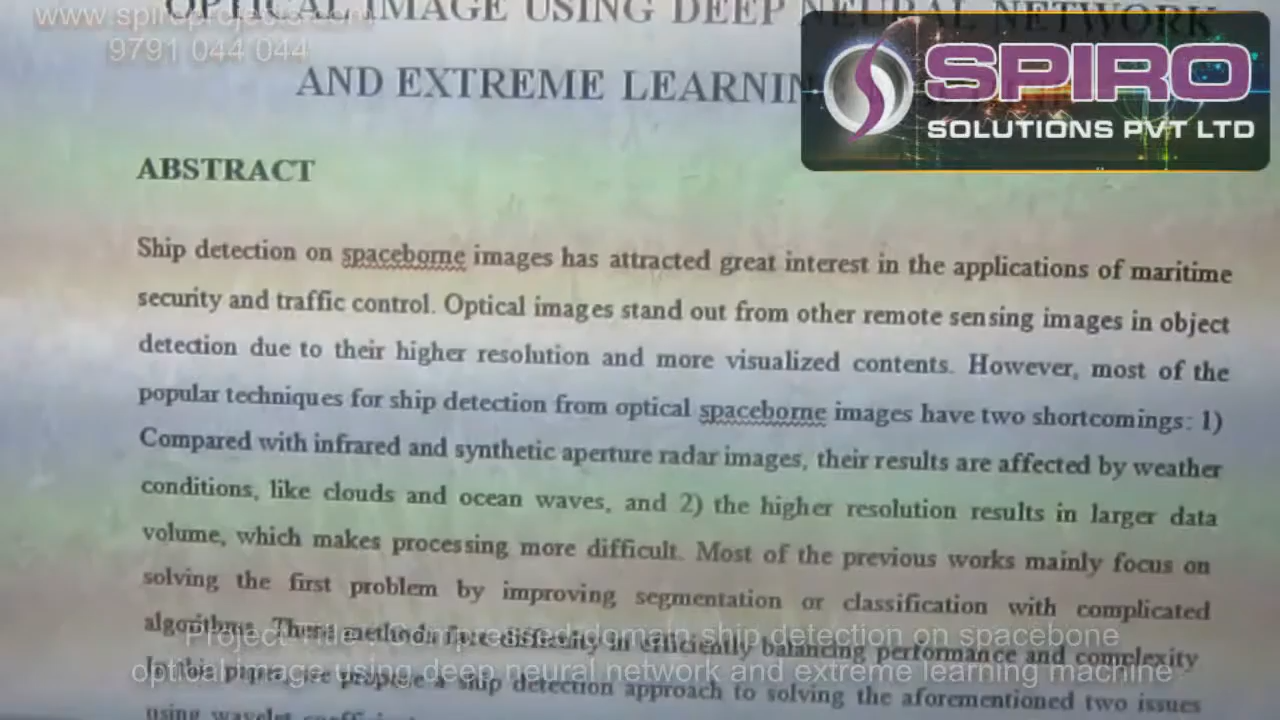 www.spiroprojects.com
OPTICAL IMAGE USING DEEP NEURAL NETWORK
9791 044 044
AND EXTREME LEARNIN
SPIRO
SOLUTIONS PVT LTD
ABSTRACT
Ship detection on spaceborne images has attracted great interest in the applications of maritime
security and traffic control. Optical images stand out from other remote sensing images in object
detection due to their higher resolution and more visualized contents. However, most of the
popular techniques for ship detection from optical spaceborne images have two shortcomings: 1)
Compared with infrared and synthetic aperture radar images, their results are affected by weather
conditions, like clouds and ocean waves, and 2) the higher resolution results in larger data
volume, which makes processing more difficult. Most of the previous works mainly focus on
solving the first problem by improving segmentation or classification with complicated
algorithms. These methods face difficulty in efficiently balancing performance and complexity
Project Title : Compressed domain ship detection on spacebone
optical image using deep neural network and extreme learning machine
In this paper, we propose a ship detection approach to solving the aforementioned two issues
using wavelet